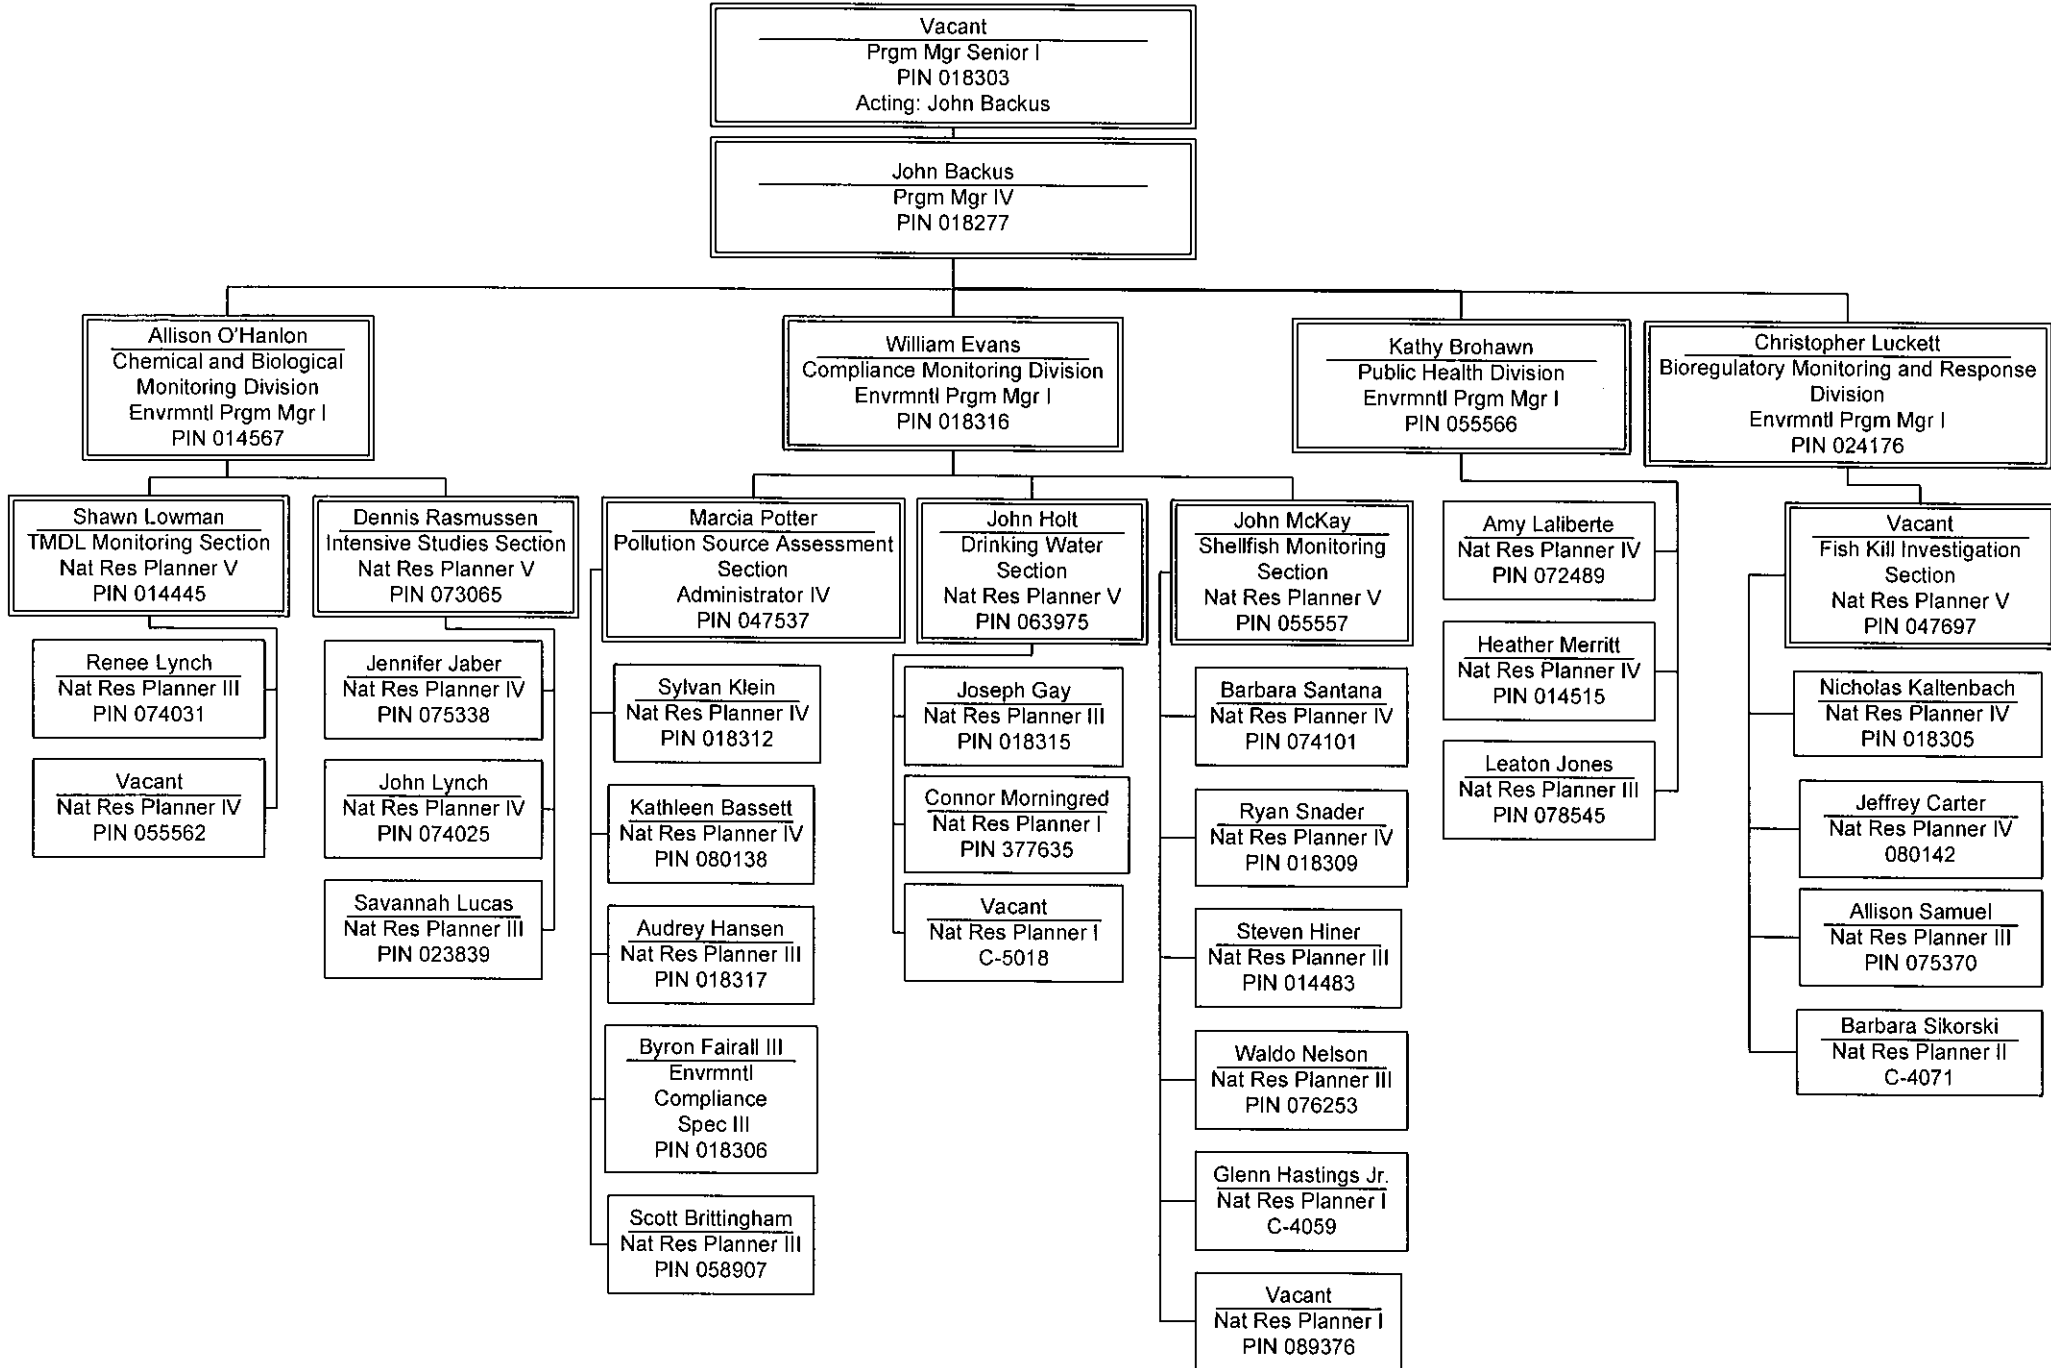 Vacant
Prgm Mgr Senior I
PIN 018303
Acting: John Backus
John Backus
Prgm Mgr IV
PIN 018277
Allison O'Hanlon
Chemical and Biological
Monitoring Division
Envrmntl Prgm Mgr I
PIN 014567
William Evans
Compliance Monitoring Division
Envrmntl Prgm Mgr I
PIN 018316
Kathy Brohawn
Public Health Division
Envrmntl Prgm Mgr I
PIN 055566
Christopher Luckett
Bioregulatory Monitoring and Response
Division
Envrmntl Prgm Mgr I
PIN 024176
Shawn Lowman
TMDL Monitoring Section
Nat Res Planner V
PIN 014445
Renee Lynch
Nat Res Planner III
PIN 074031
Vacant
Nat Res Planner IV
PIN 055562
Dennis Rasmussen
Intensive Studies Section
Nat Res Planner V
PIN 073065
Jennifer Jaber
Nat Res Planner IV
PIN 075338
John Lynch
Nat Res Planner IV
PIN 074025
Savannah Lucas
Nat Res Planner III
PIN 023839
Marcia Potter
Pollution Source Assessment
Section
Administrator IV
PIN 047537
Sylvan Klein
Nat Res Planner IV
PIN 018312
Kathleen Bassett
Nat Res Planner IV
PIN 080138
Audrey Hansen
Nat Res Planner III
PIN 018317
Byron Fairall III
Envrmntl
Compliance
Spec III
PIN 018306
Scott Brittingham
Nat Res Planner III
PIN 058907
John Holt
Drinking Water
Section
Nat Res Planner V
PIN 063975
Joseph Gay
Nat Res Planner III
PIN 018315
Connor Morningred
Nat Res Planner I
PIN 377635
Vacant
Nat Res Planner I
C-5018
John McKay
Shellfish Monitoring
Section
Nat Res Planner V
PIN 055557
Barbara Santana
Nat Res Planner IV
PIN 074101
Ryan Snader
Nat Res Planner IV
PIN 018309
Steven Hiner
Nat Res Planner III
PIN 014483
Waldo Nelson
Nat Res Planner III
PIN 076253
Glenn Hastings Jr.
Nat Res Planner I
C-4059
Vacant
Nat Res Planner I
PIN 089376
Amy Laliberte
Nat Res Planner IV
PIN 072489
Heather Merritt
Nat Res Planner IV
PIN 014515
Leaton Jones
Nat Res Planner III
PIN 078545
Vacant
Fish Kill Investigation
Section
Nat Res Planner V
PIN 047697
Nicholas Kaltenbach
Nat Res Planner IV
PIN 018305
Jeffrey Carter
Nat Res Planner IV
080142
Allison Samuel
Nat Res Planner III
PIN 075370
Barbara Sikorski
Nat Res Planner II
C-4071